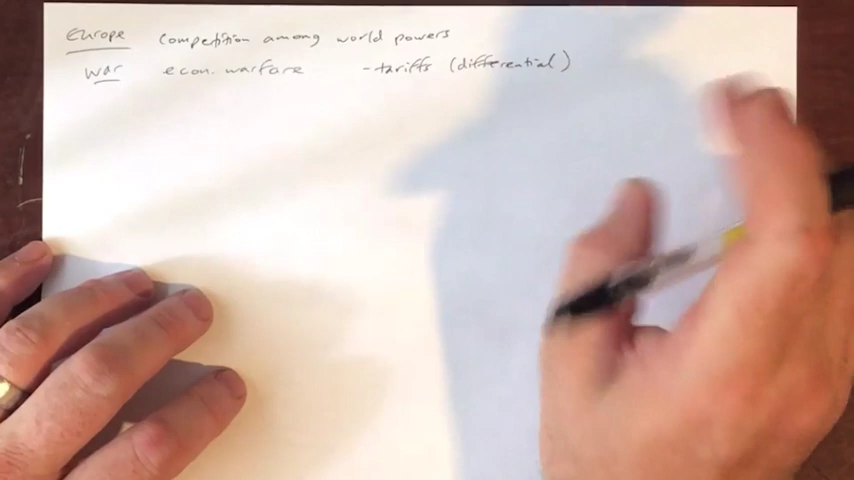 Europe competition among world powers
war econ. warfare - tariffs (differential)